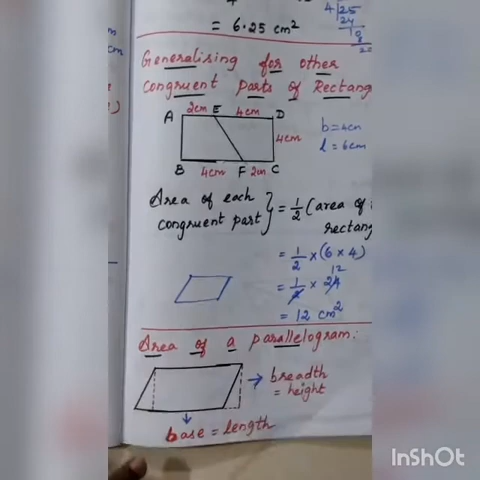 = 6.25 cm²
4 25
24
Generalising for other
Congruent Parts of Rectang
A 2cm E 4cm D
4cm
B 4cm F 2cm C
b = 4cm
l = 6cm
Area of each congruent part } = 1/2 (area of
rectang
= 1/2 × (6 × 4)
= 1/2 × 24 12
= 12 cm²
Area of a parallelogram:
→ breadth
= height
base = length
InShOt